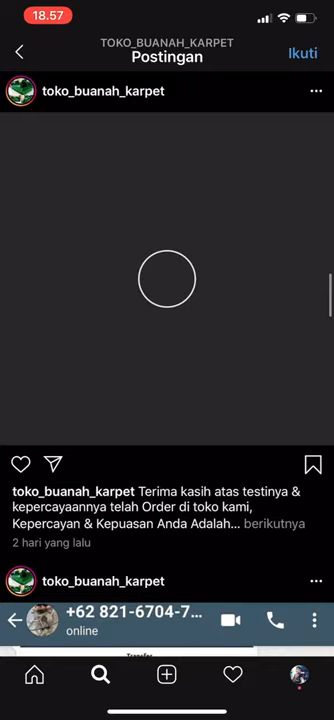 18.57
TOKO_BUANAH_KARPET
Postingan
Ikuti
toko_buanah_karpet
toko_buanah_karpet Terima kasih atas testinya &
kepercayaannya telah Order di toko kami,
Kepercayan & Kepuasan Anda Adalah... berikutnya
2 hari yang lalu
toko_buanah_karpet
+62 821-6704-7...
online
Transfer